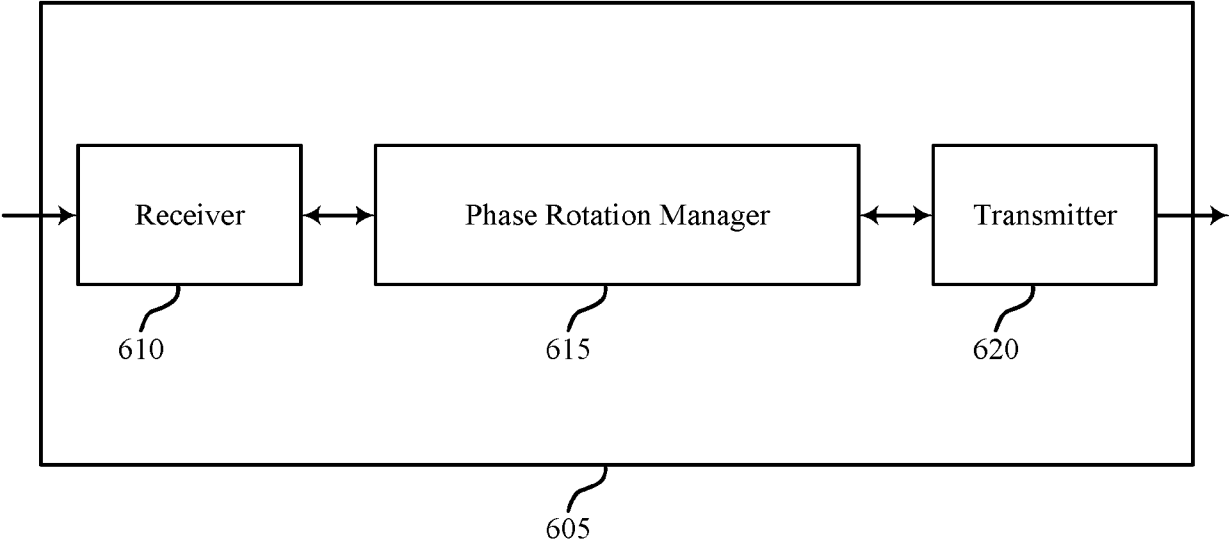 Receiver
Phase Rotation Manager
Transmitter
610
615
620
605